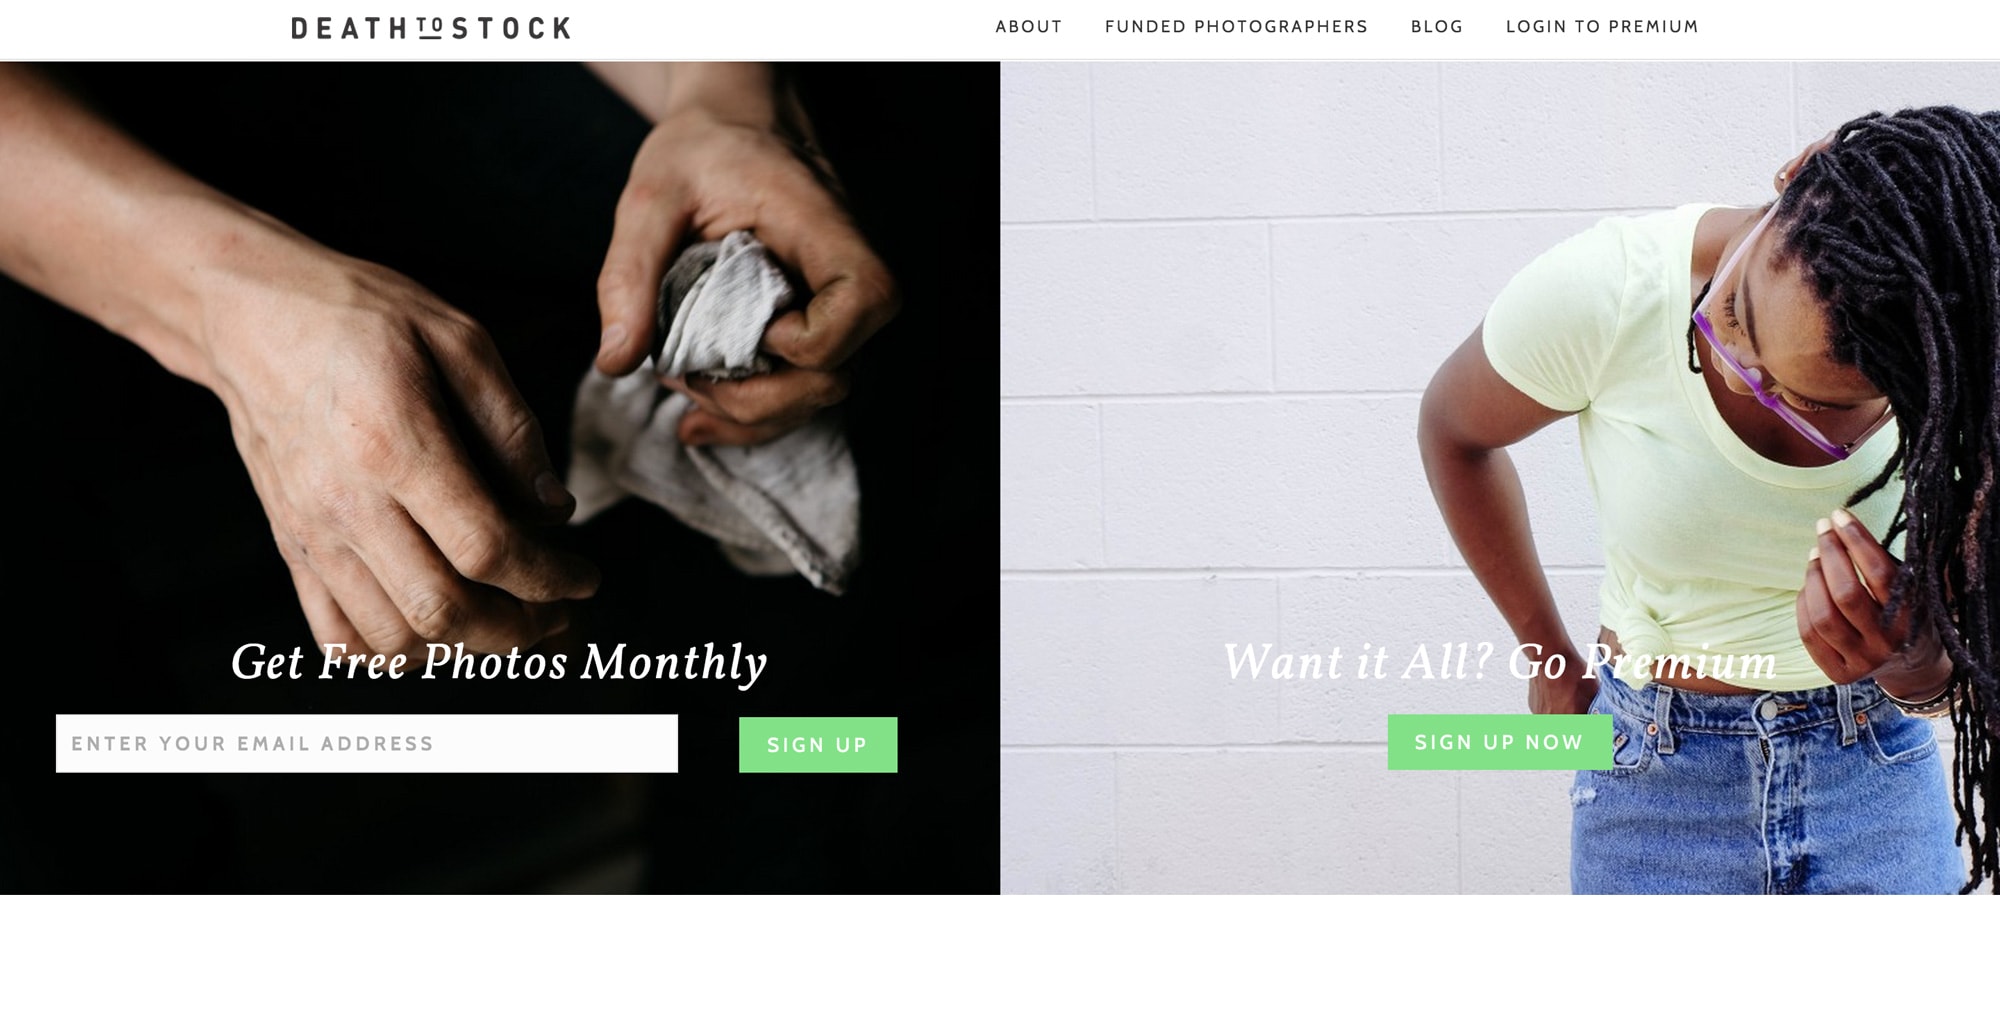 DEATH TO STOCK
ABOUT FUNDED PHOTOGRAPHERS BLOG LOGIN TO PREMIUM
Get Free Photos Monthly
ENTER YOUR EMAIL ADDRESS
SIGN UP
Want it All? Go Premium
SIGN UP NOW